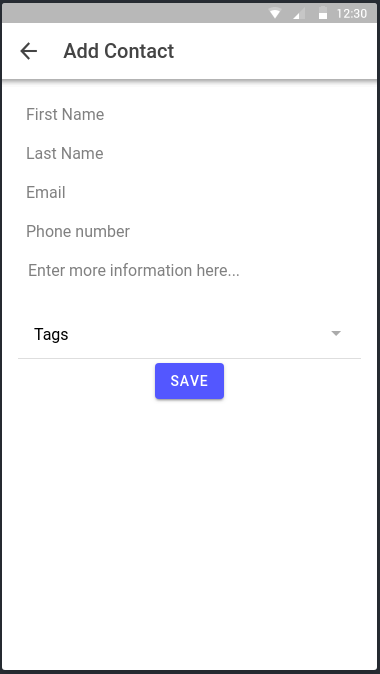 12:30
Add Contact
First Name
Last Name
Email
Phone number
Enter more information here...
Tags
SAVE